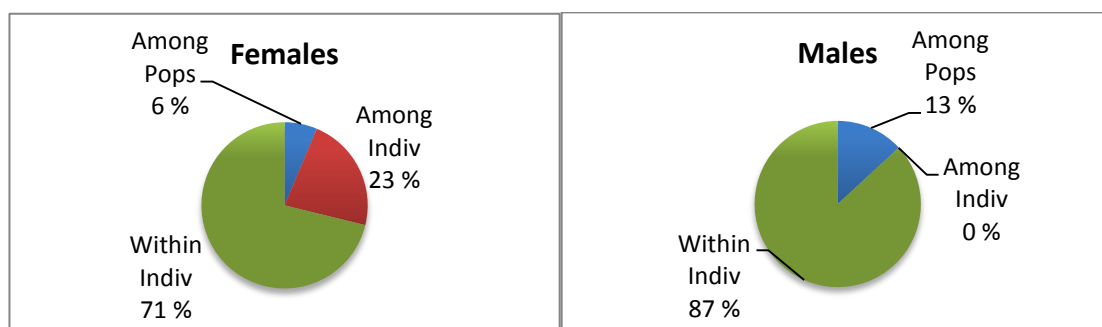 Females
Among
Pops
6 %
Among
Indiv
23 %
Within
Indiv
71 %
Males
Among
Pops
13 %
Among
Indiv
0 %
Within
Indiv
87 %